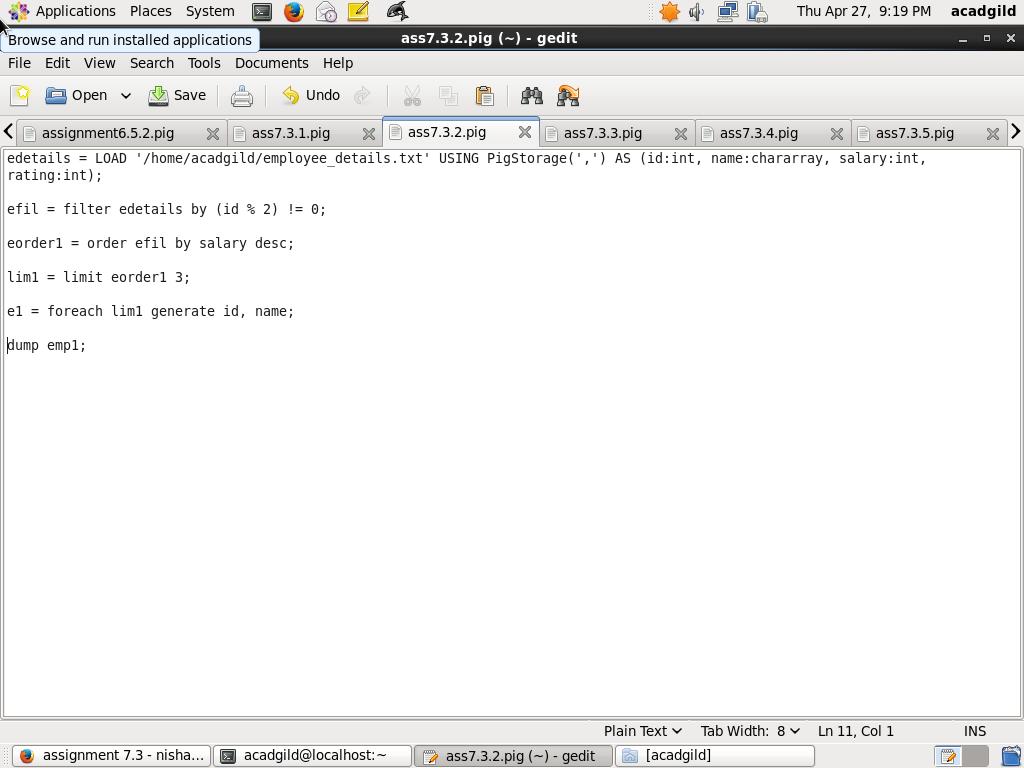 Applications Places System Thu Apr 27, 9:19 PM acadgild
Browse and run installed applications
ass7.3.2.pig (~) - gedit
File Edit View Search Tools Documents Help
Open Save Undo
assignment6.5.2.pig ass7.3.1.pig ass7.3.2.pig ass7.3.3.pig ass7.3.4.pig ass7.3.5.pig
edetails = LOAD '/home/acadgild/employee_details.txt' USING PigStorage(',') AS (id:int, name:chararray, salary:int,
rating:int);
efil = filter edetails by (id % 2) != 0;
eorder1 = order efil by salary desc;
lim1 = limit eorder1 3;
e1 = foreach lim1 generate id, name;
dump emp1;
Plain Text Tab Width: 8 Ln 11, Col 1 INS
assignment 7.3 - nisha... acadgild@localhost:~ ass7.3.2.pig (~) - gedit [acadgild]